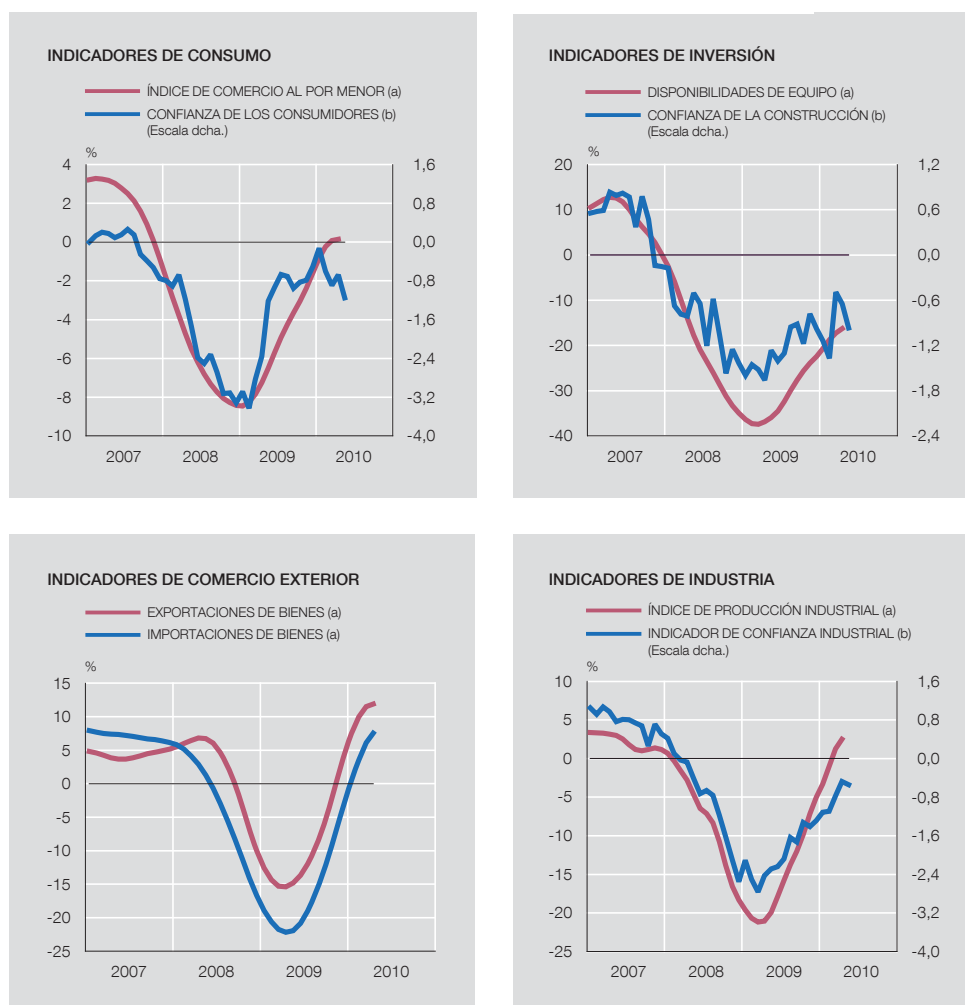 INDICADORES DE CONSUMO
ÍNDICE DE COMERCIO AL POR MENOR (a)
CONFIANZA DE LOS CONSUMIDORES (b)
(Escala dcha.)
%
4 1,6
2 0,8
0 0,0
-2 -0,8
-4 -1,6
-6 -2,4
-8 -3,2
-10 -4,0
2007 2008 2009 2010
INDICADORES DE INVERSIÓN
DISPONIBILIDADES DE EQUIPO (a)
CONFIANZA DE LA CONSTRUCCIÓN (b)
(Escala dcha.)
%
20 1,2
10 0,6
0 0,0
-10 -0,6
-20 -1,2
-30 -1,8
-40 -2,4
2007 2008 2009 2010
INDICADORES DE COMERCIO EXTERIOR
EXPORTACIONES DE BIENES (a)
IMPORTACIONES DE BIENES (a)
%
15
10
5
0
-5
-10
-15
-20
-25
2007 2008 2009 2010
INDICADORES DE INDUSTRIA
ÍNDICE DE PRODUCCIÓN INDUSTRIAL (a)
INDICADOR DE CONFIANZA INDUSTRIAL (b)
(Escala dcha.)
%
10 1,6
5 0,8
0 0,0
-5 -0,8
-10 -1,6
-15 -2,4
-20 -3,2
-25 -4,0
2007 2008 2009 2010